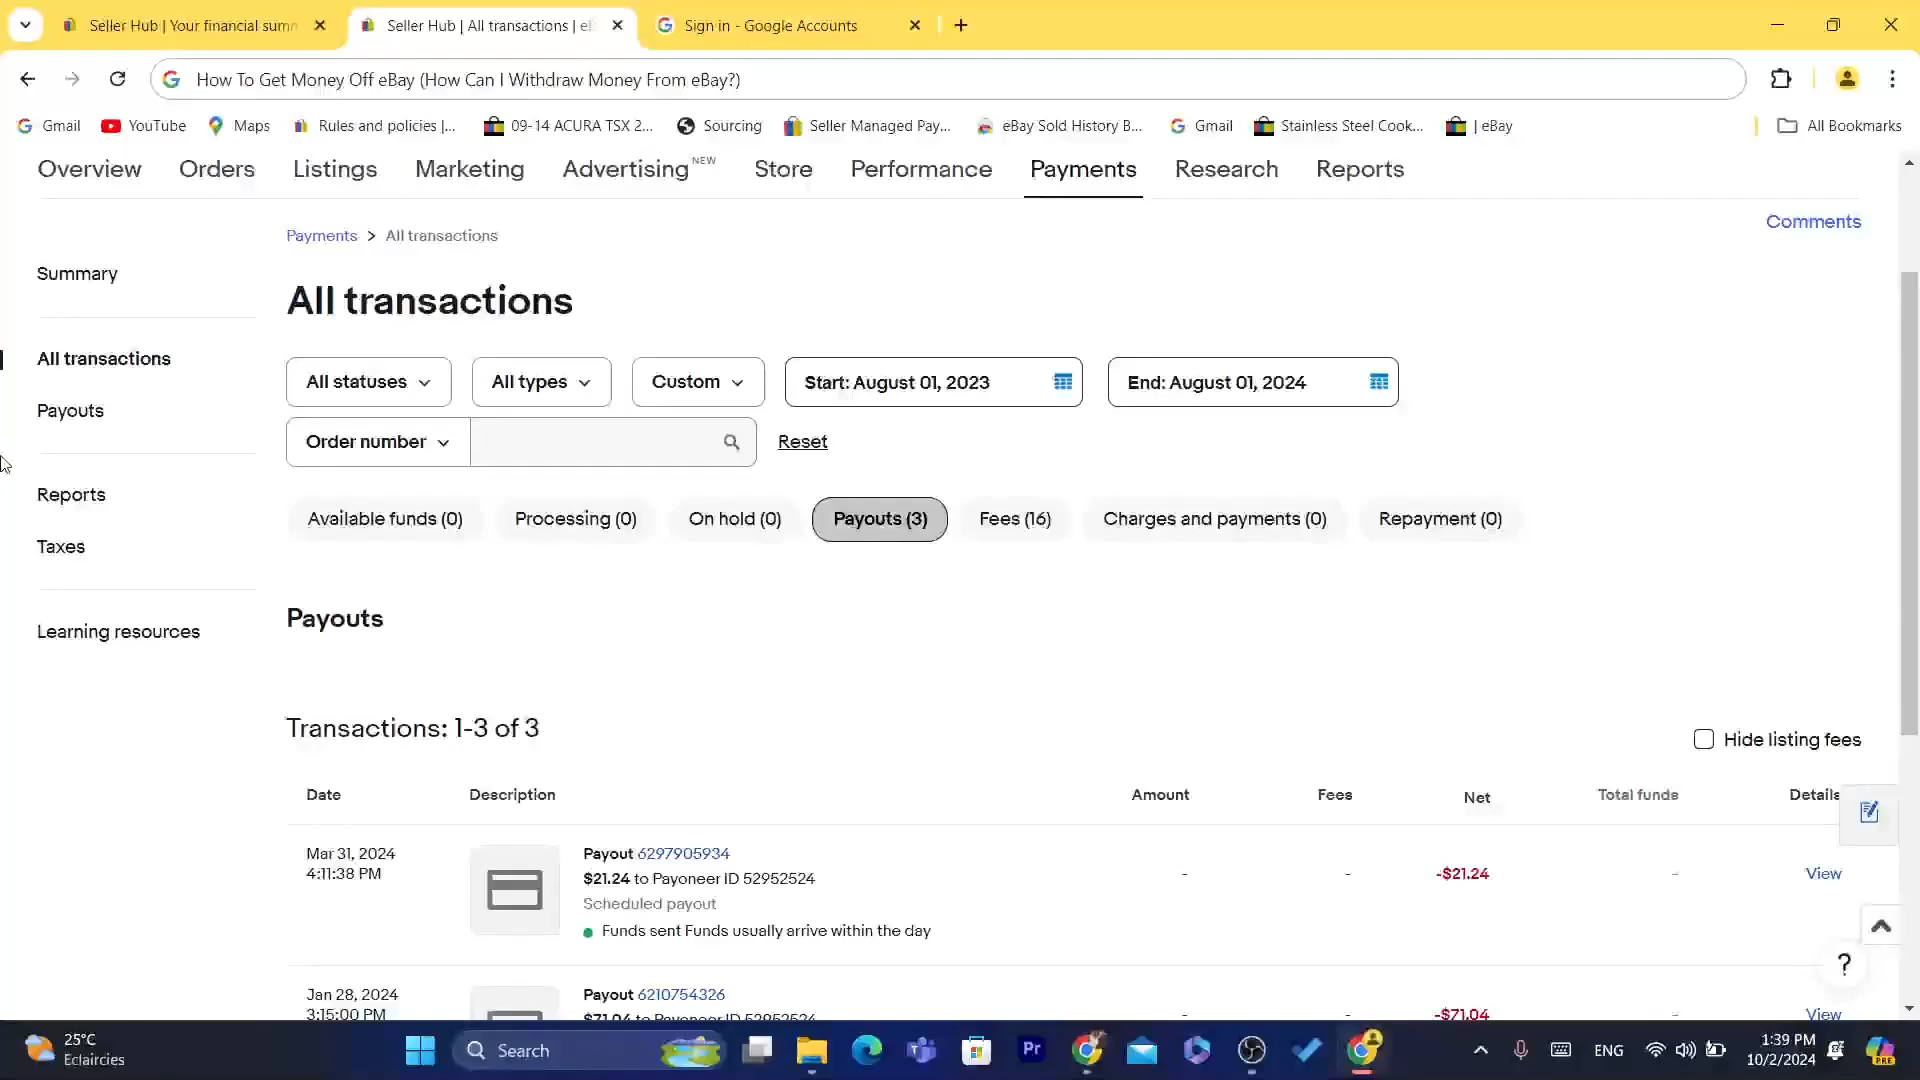 Seller Hub | Your financial sum
Seller Hub | All transactions | e
Sign in - Google Accounts
How To Get Money Off eBay (How Can I Withdraw Money From eBay?)
Gmail YouTube Maps Rules and policies |... 09-14 ACURA TSX 2... Sourcing Seller Managed Pay... eBay Sold History B... Gmail Stainless Steel Cook... | eBay All Bookmarks
Overview Orders Listings Marketing Advertising NEW Store Performance Payments Research Reports
Comments
Payments > All transactions
Summary
All transactions
Payouts
Reports
Taxes
Learning resources
All transactions
All statuses All types Custom Start: August 01, 2023 End: August 01, 2024
Order number Reset
Available funds (0) Processing (0) On hold (0) Payouts (3) Fees (16) Charges and payments (0) Repayment (0)
Payouts
Transactions: 1-3 of 3
Hide listing fees
Date Description Amount Fees Net Total funds Details
Mar 31, 2024
4:11:38 PM
Payout 6297905934
$21.24 to Payoneer ID 52952524
Scheduled payout
Funds sent Funds usually arrive within the day
- - -$21.24 - View
Jan 28, 2024
3:15:00 PM
Payout 6210754326
$71.04 to Payoneer ID 52952524
- - -$71.04 - View
?
25°C
Eclaircies
Search
Pr
ENG
1:39 PM
10/2/2024
PRE